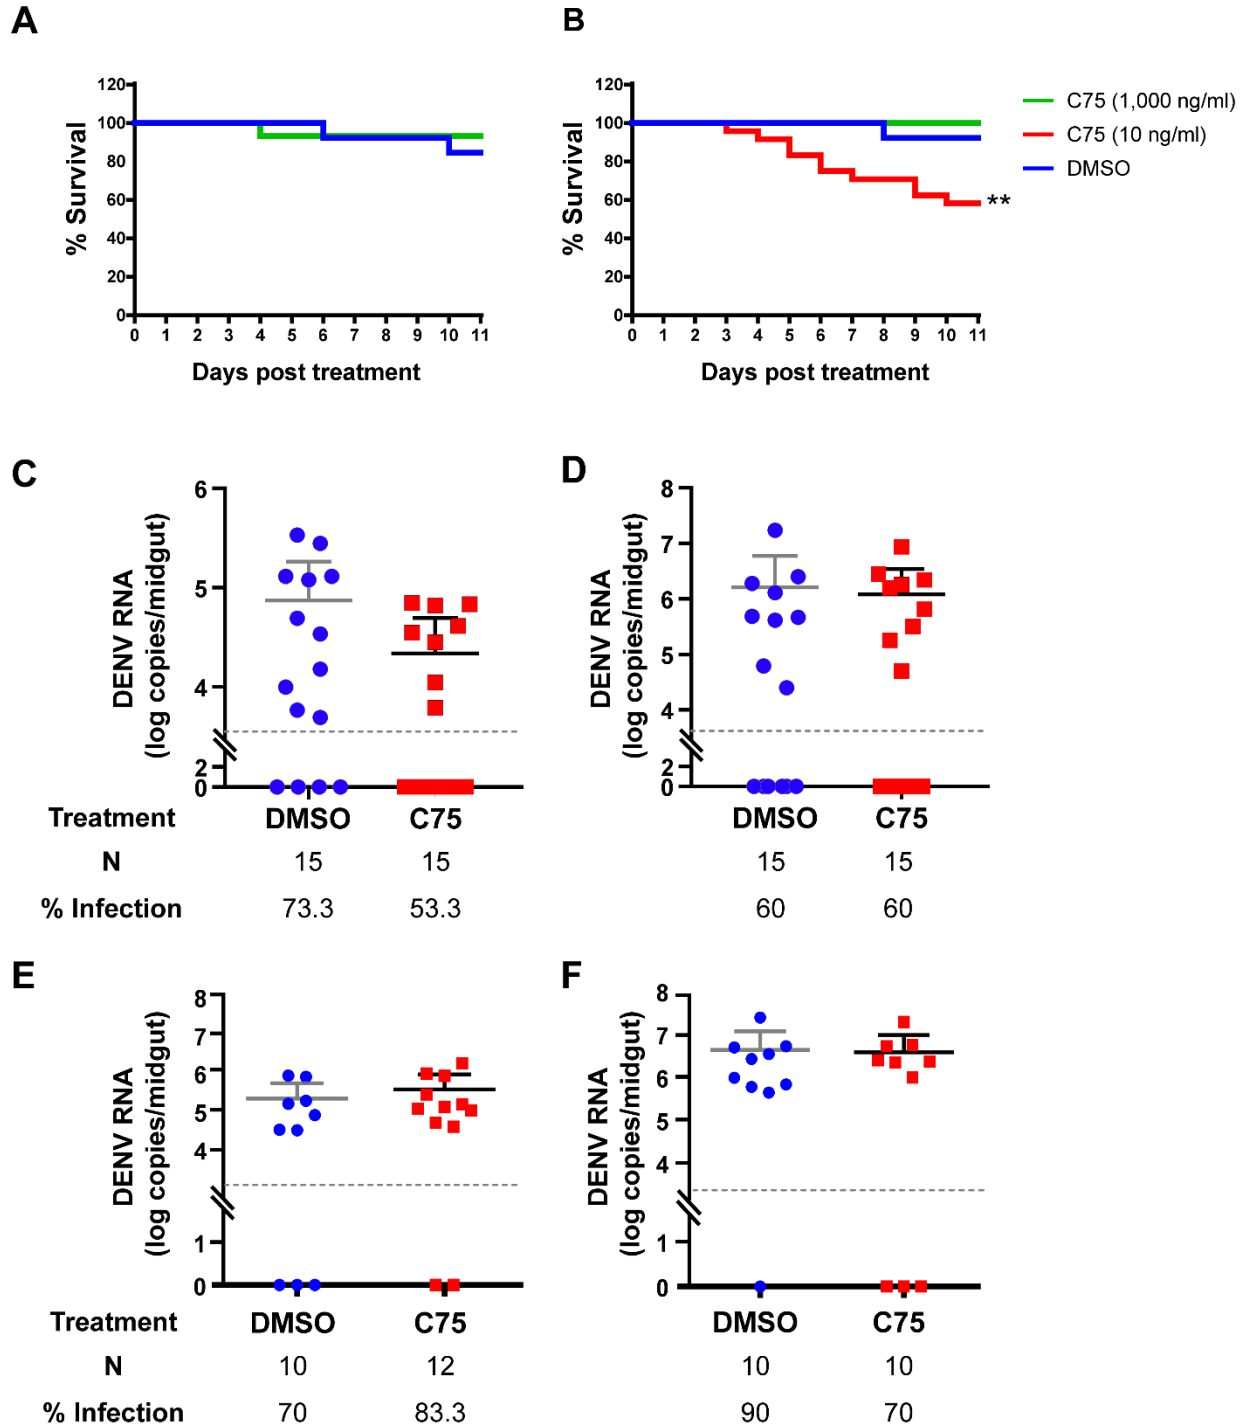 A
B
120
100
80
60
40
20
0
% Survival
0 1 2 3 4 5 6 7 8 9 10 11
Days post treatment
120
100
80
60
40
20
0
% Survival
**
0 1 2 3 4 5 6 7 8 9 10 11
Days post treatment
C75 (1,000 ng/ml)
C75 (10 ng/ml)
DMSO
C
6
5
4
2
0
DENV RNA
(log copies/midgut)
Treatment DMSO C75
N 15 15
% Infection 73.3 53.3
D
8
7
6
5
4
2
0
DENV RNA
(log copies/midgut)
DMSO C75
15 15
60 60
E
8
7
6
5
4
1
0
DENV RNA
(log copies/midgut)
Treatment DMSO C75
N 10 12
% Infection 70 83.3
F
8
7
6
5
4
1
0
DENV RNA
(log copies/midgut)
DMSO C75
10 10
90 70